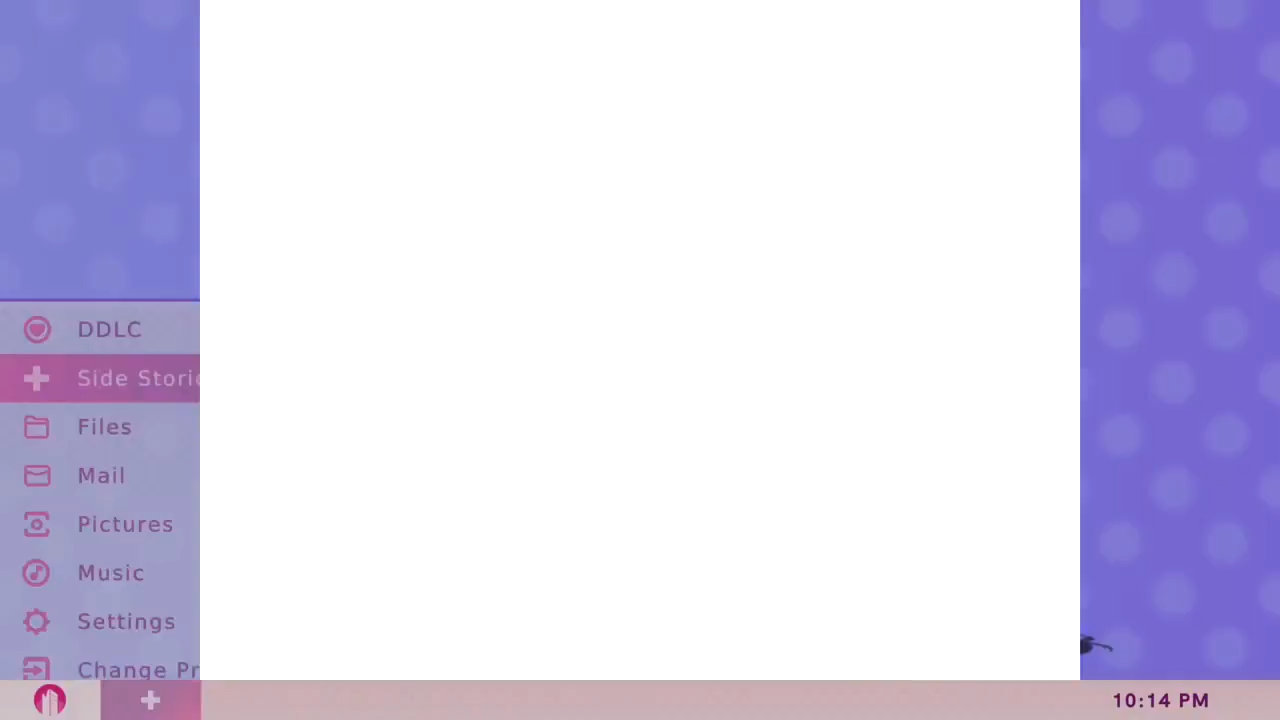 DDLC
Side Stori
Files
Mail
Pictures
Music
Settings
Change Pr
10:14 PM